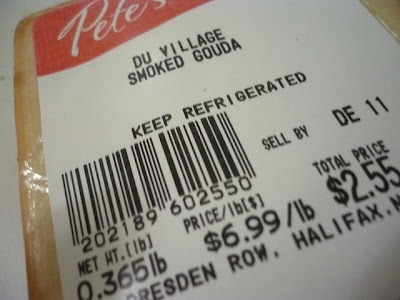 Pete's
DU VILLAGE
SMOKED GOUDA
KEEP REFRIGERATED
SELL BY DE 11
202189 602550
NET WT.[lb] PRICE/lb[$] TOTAL PRICE
0.365lb $6.99/lb $2.55
DRESDEN ROW, HALIFAX, N